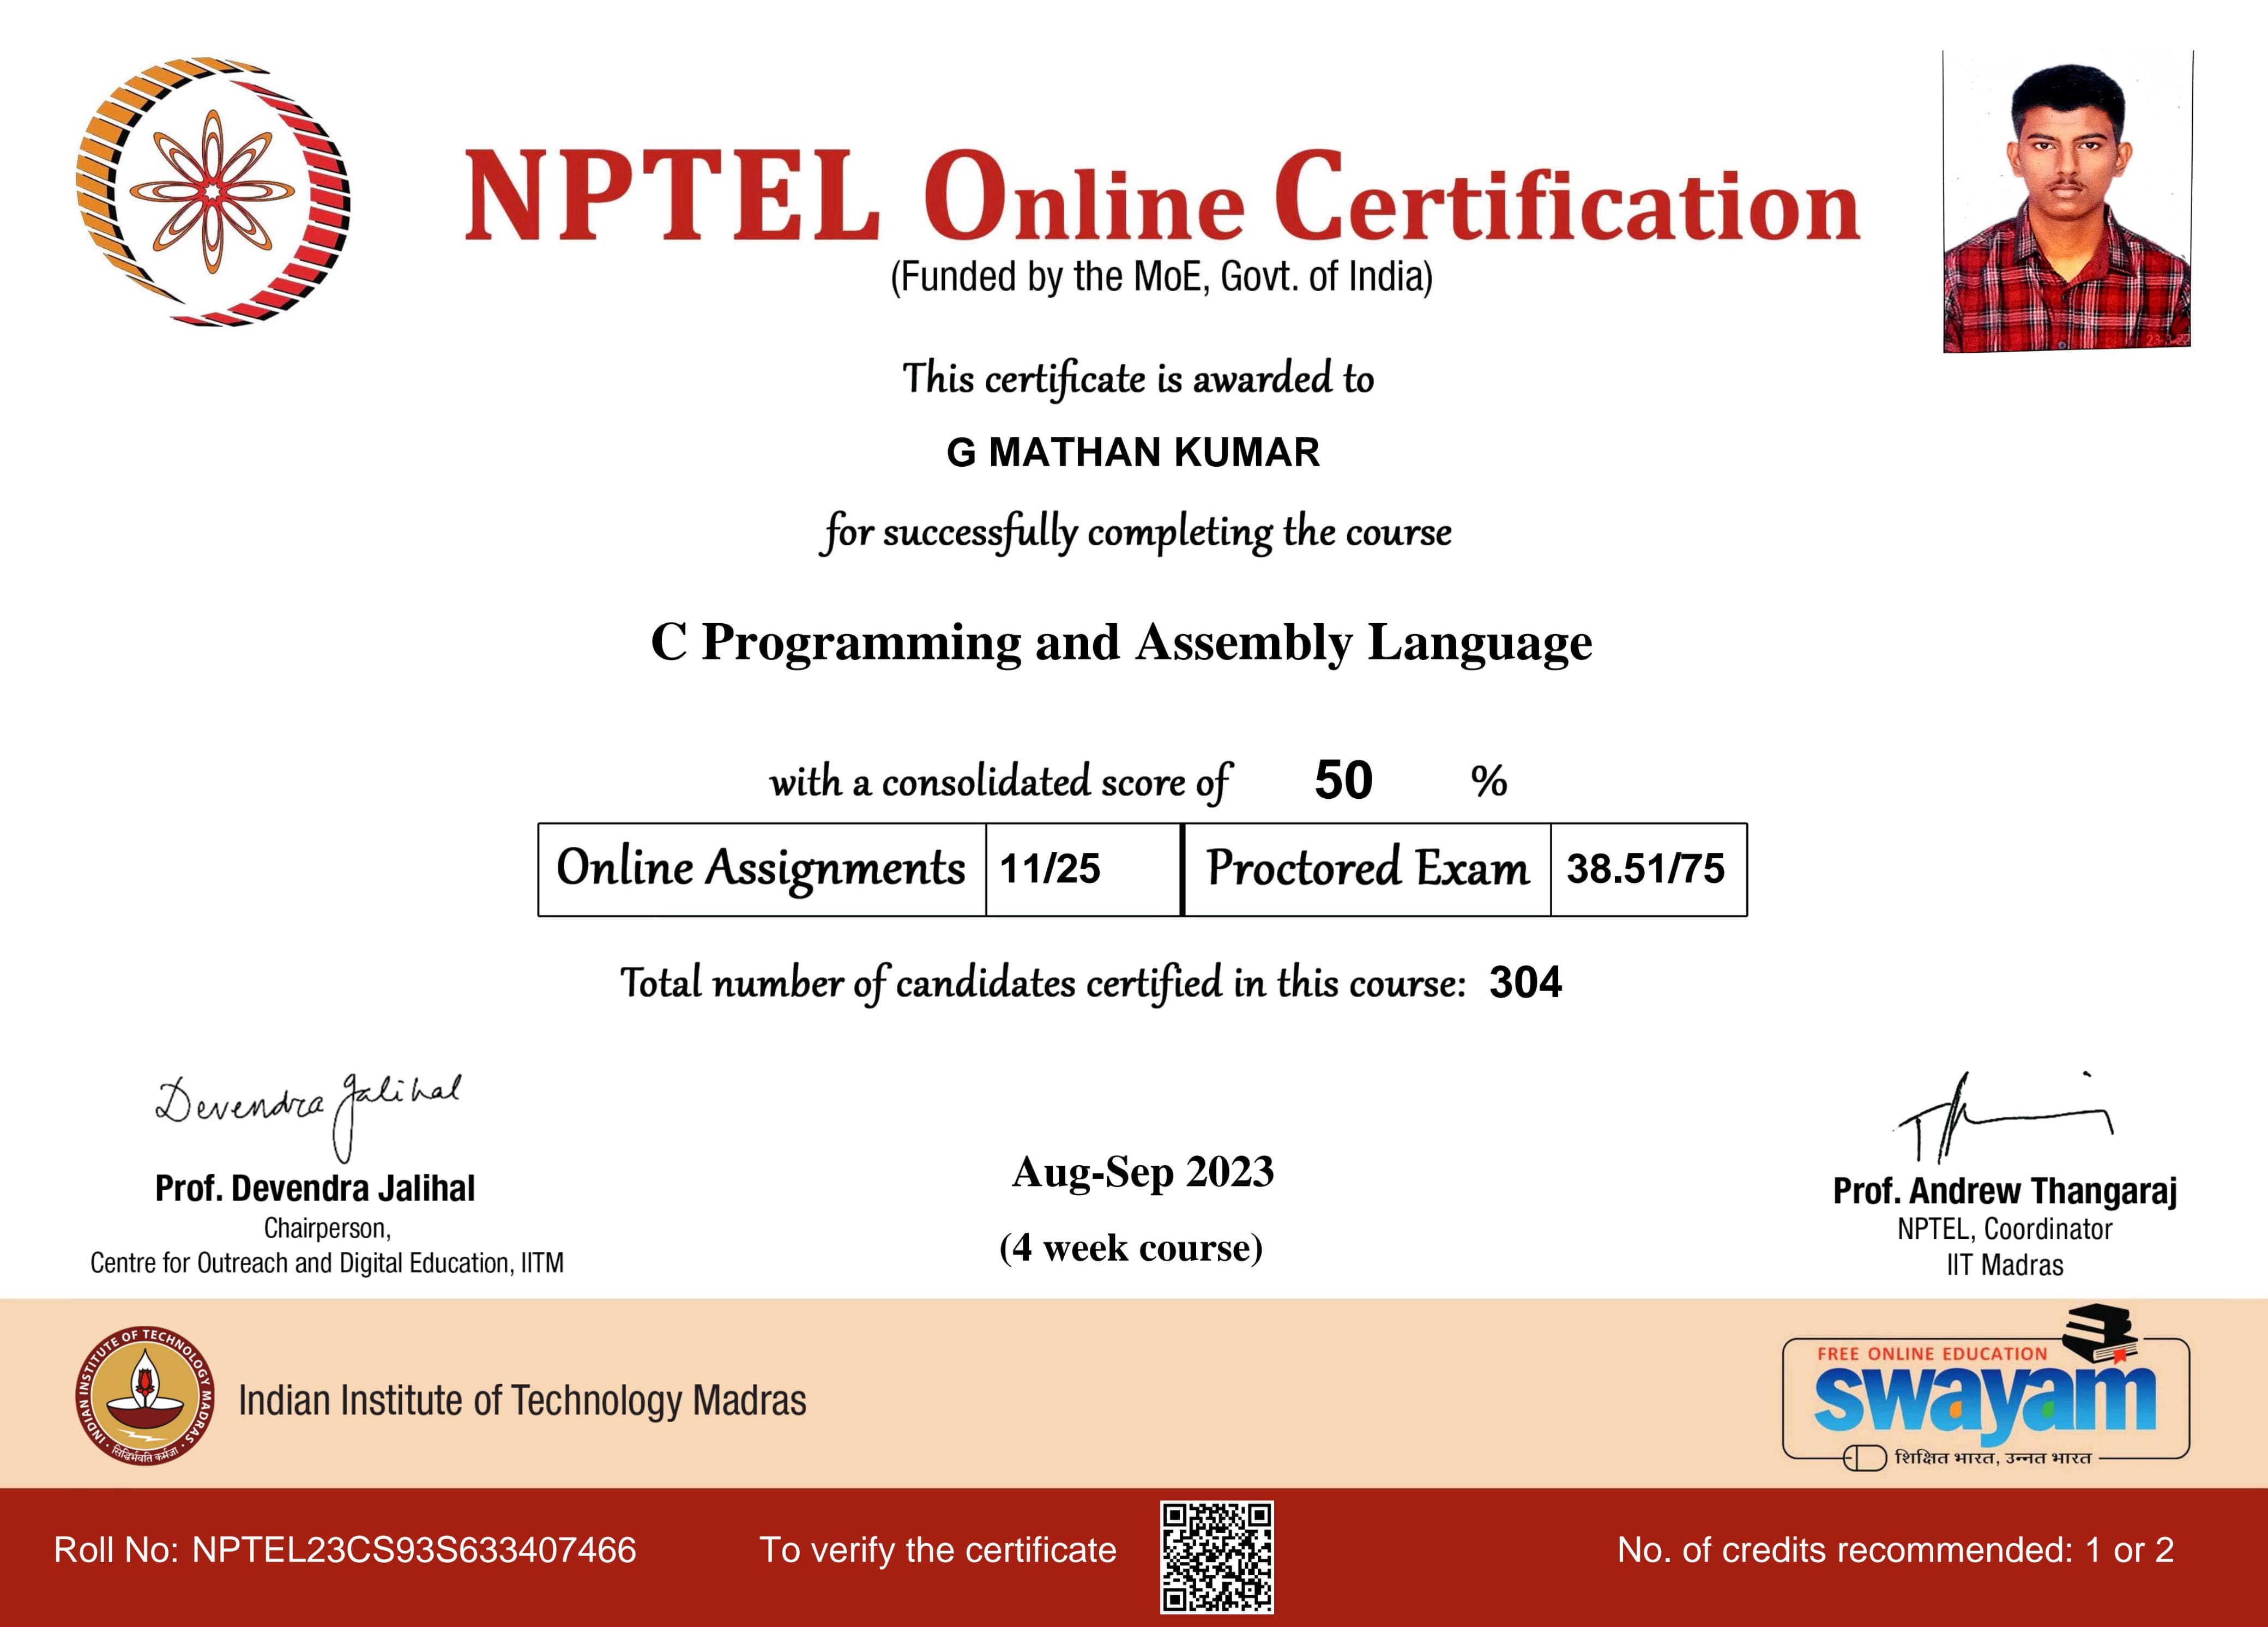 NPTEL Online Certification
(Funded by the MoE, Govt. of India)
This certificate is awarded to
G MATHAN KUMAR
for successfully completing the course
C Programming and Assembly Language
with a consolidated score of 50 %
Online Assignments 11/25 Proctored Exam 38.51/75
Total number of candidates certified in this course: 304
Devendra Jalihal
Prof. Devendra Jalihal
Chairperson,
Centre for Outreach and Digital Education, IITM
Aug-Sep 2023
(4 week course)
Prof. Andrew Thangaraj
NPTEL, Coordinator
IIT Madras
INDIAN INSTITUTE OF TECHNOLOGY MADRAS
सिद्धिर्भवति कर्मजा
Indian Institute of Technology Madras
FREE ONLINE EDUCATION
swayam
शिक्षित भारत, उन्नत भारत
Roll No: NPTEL23CS93S633407466
To verify the certificate
No. of credits recommended: 1 or 2